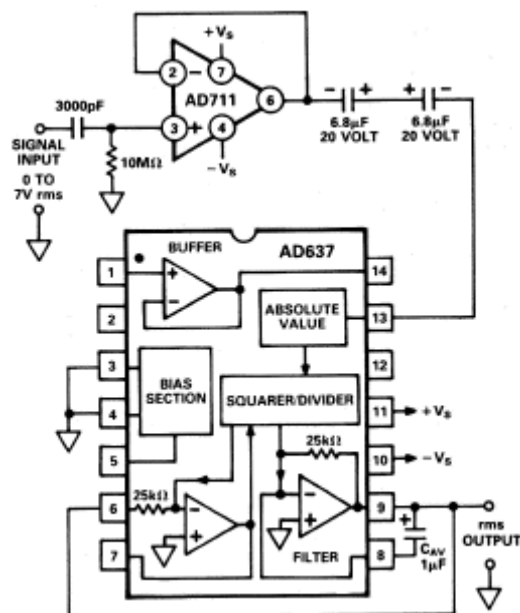 +VS
2
−
7
AD711
6
3
+
4
−VS
3000pF
10MΩ
SIGNAL
INPUT
0 TO
7V rms
− +
6.8µF
20 VOLT
+ −
6.8µF
20 VOLT
BUFFER
AD637
1
+
−
14
2
ABSOLUTE
VALUE
13
3
BIAS
SECTION
12
4
SQUARER/DIVIDER
11
+VS
5
25kΩ
10
−VS
6
25kΩ
−
+
−
+
9
+
rms
OUTPUT
7
FILTER
8
CAV
1µF